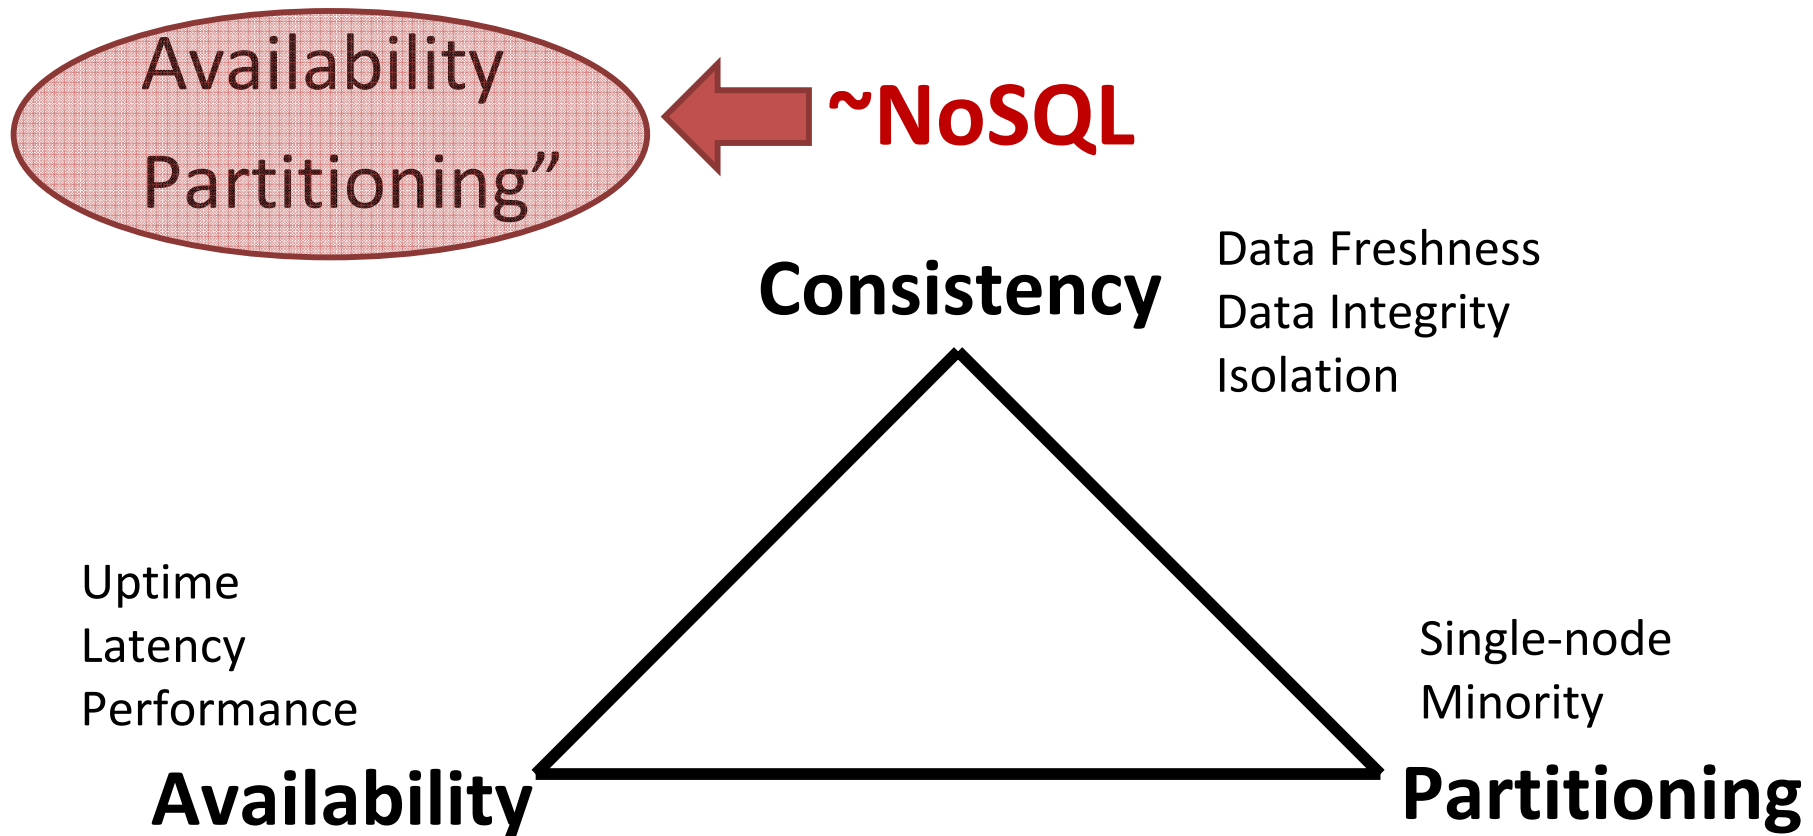 Availability
Partitioning”
~NoSQL
Consistency
Data Freshness
Data Integrity
Isolation
Uptime
Latency
Performance
Availability
Single-node
Minority
Partitioning